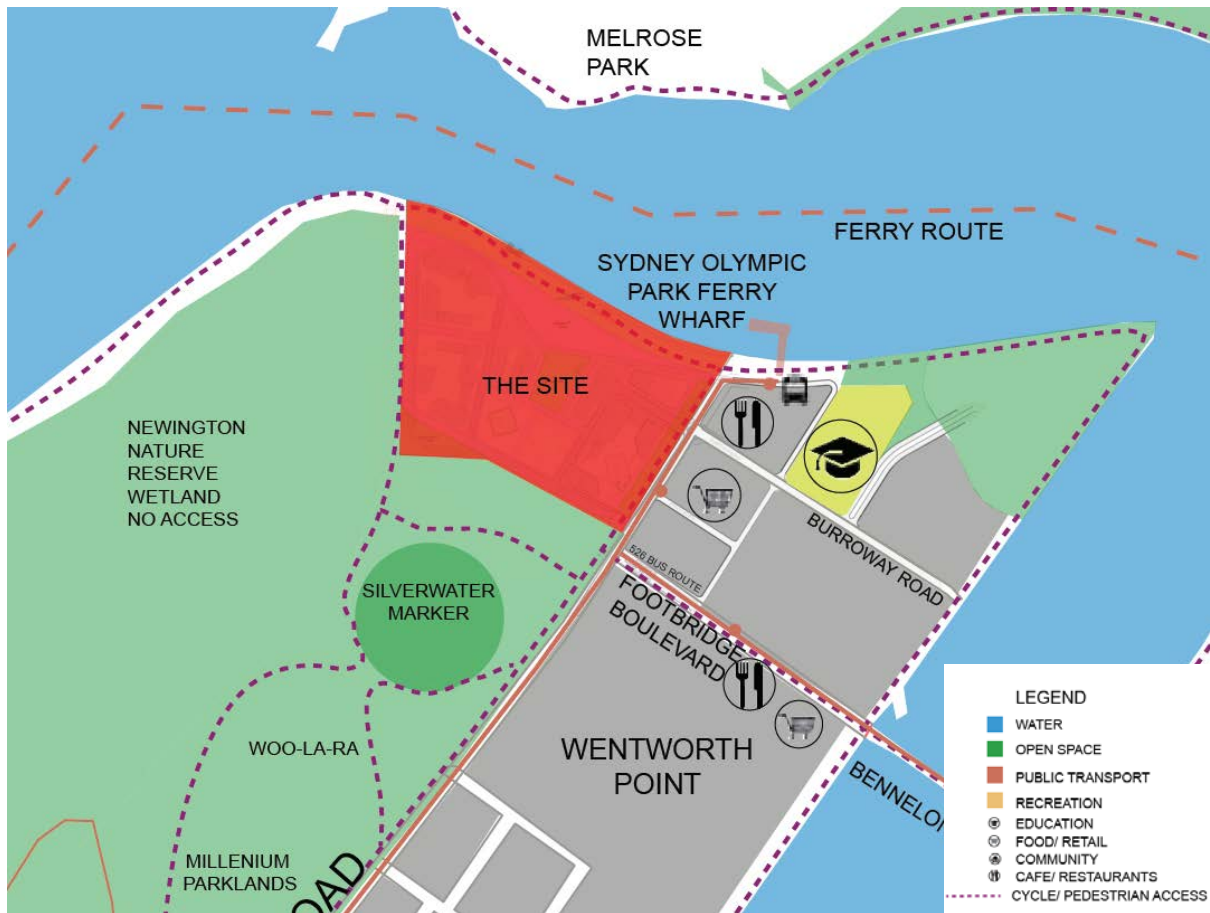 MELROSE
PARK
FERRY ROUTE
SYDNEY OLYMPIC
PARK FERRY
WHARF
THE SITE
NEWINGTON
NATURE
RESERVE
WETLAND
NO ACCESS
BURROWAY ROAD
526 BUS ROUTE
SILVERWATER
MARKER
FOOTBRIDGE
BOULEVARD
WOO-LA-RA
WENTWORTH
POINT
MILLENIUM
PARKLANDS
LEGEND
WATER
OPEN SPACE
PUBLIC TRANSPORT
RECREATION
EDUCATION
FOOD/ RETAIL
COMMUNITY
CAFE/ RESTAURANTS
CYCLE/ PEDESTRIAN ACCESS